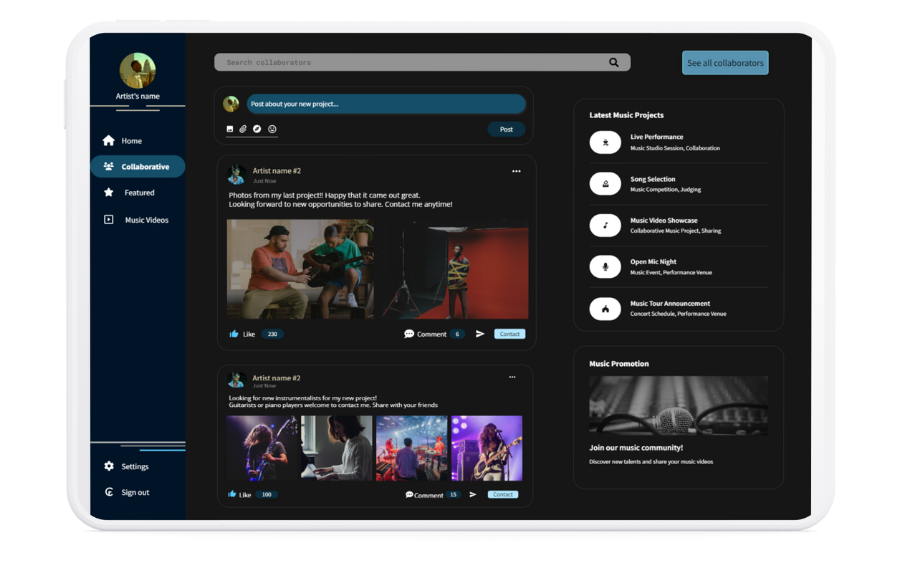 Artist's name
Home
Collaborative
Featured
Music Videos
Settings
Sign out
Search collaborators
See all collaborators
Post about your new project...
Post
Artist name #2
Just Now
Photos from my last project!! Happy that it came out great.
Looking forward to new opportunities to share. Contact me anytime!
Like 230
Comment 6
Contact
Artist name #2
Just Now
Looking for new instrumentalists for my new project!
Guitarists or piano players welcome to contact me. Share with your friends
Like 100
Comment 15
Contact
Latest Music Projects
Live Performance
Music Studio Session, Collaboration
Song Selection
Music Competition, Judging
Music Video Showcase
Collaborative Music Project, Sharing
Open Mic Night
Music Event, Performance Venue
Music Tour Announcement
Concert Schedule, Performance Venue
Music Promotion
Join our music community!
Discover new talents and share your music videos